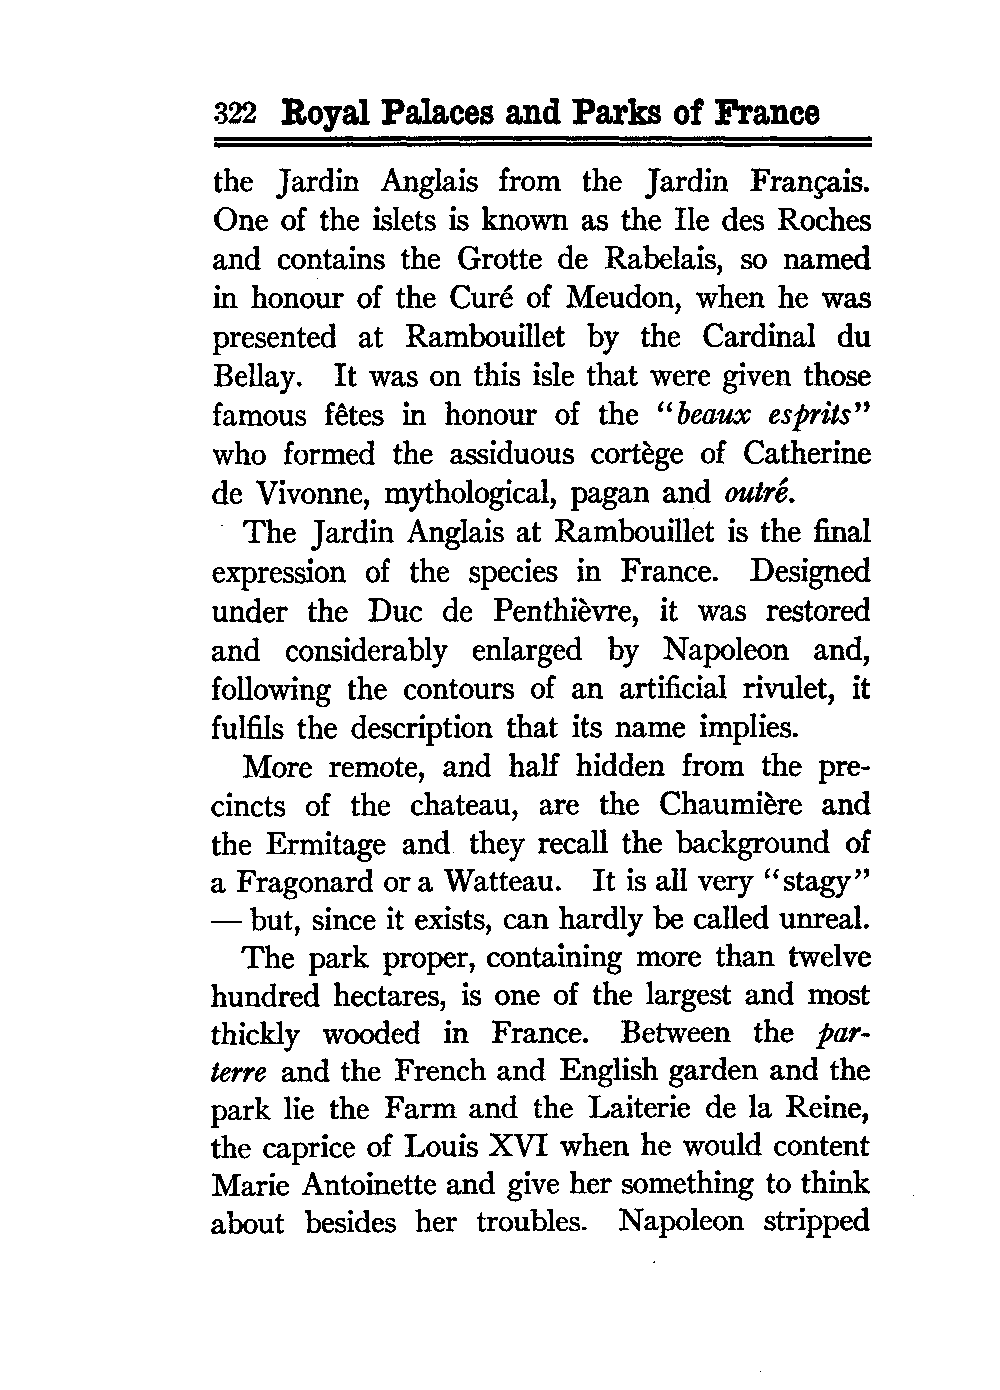 322 Royal Palaces and Parks of France
the Jardin Anglais from the Jardin Français.
One of the islets is known as the Ile des Roches
and contains the Grotte de Rabelais, so named
in honour of the Curé of Meudon, when he was
presented at Rambouillet by the Cardinal du
Bellay. It was on this isle that were given those
famous fêtes in honour of the “beaux esprits”
who formed the assiduous cortège of Catherine
de Vivonne, mythological, pagan and outré.
The Jardin Anglais at Rambouillet is the final
expression of the species in France. Designed
under the Duc de Penthièvre, it was restored
and considerably enlarged by Napoleon and,
following the contours of an artificial rivulet, it
fulfils the description that its name implies.
More remote, and half hidden from the pre-
cincts of the chateau, are the Chaumière and
the Ermitage and they recall the background of
a Fragonard or a Watteau. It is all very “stagy”
— but, since it exists, can hardly be called unreal.
The park proper, containing more than twelve
hundred hectares, is one of the largest and most
thickly wooded in France. Between the par-
terre and the French and English garden and the
park lie the Farm and the Laiterie de la Reine,
the caprice of Louis XVI when he would content
Marie Antoinette and give her something to think
about besides her troubles. Napoleon stripped